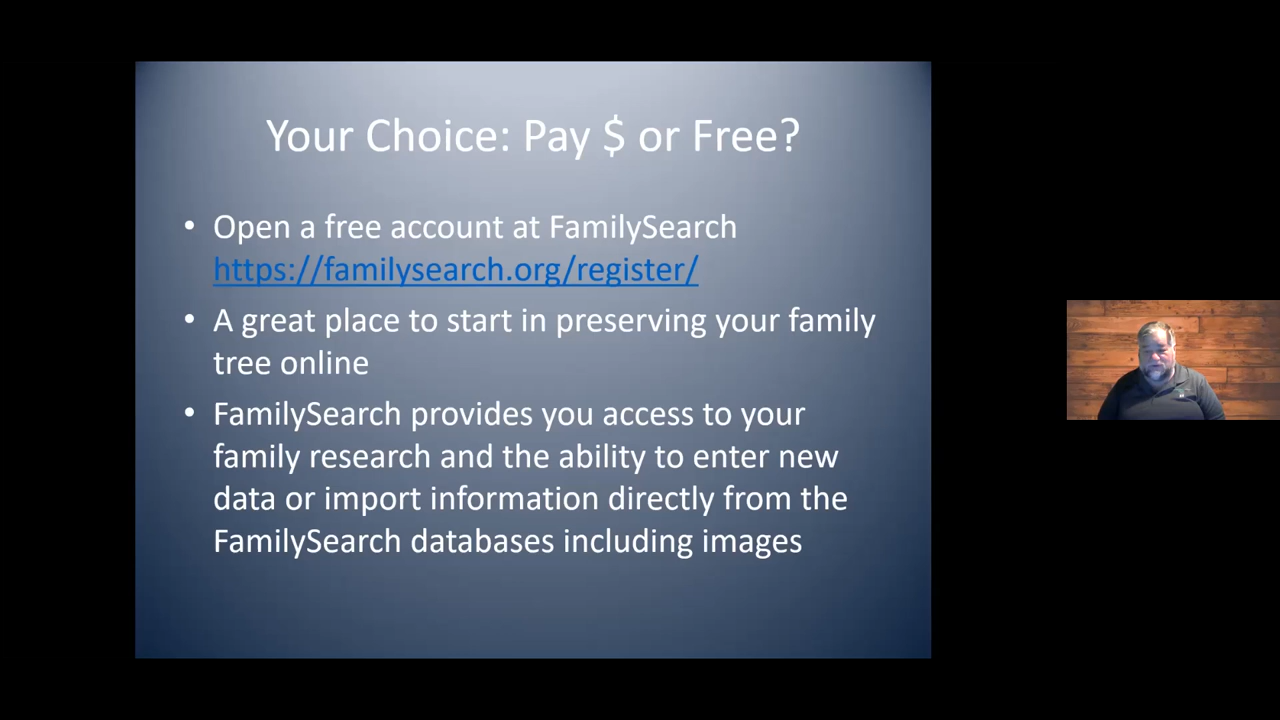 Your Choice: Pay $ or Free?
• Open a free account at FamilySearch
https://familysearch.org/register/
• A great place to start in preserving your family
tree online
• FamilySearch provides you access to your
family research and the ability to enter new
data or import information directly from the
FamilySearch databases including images